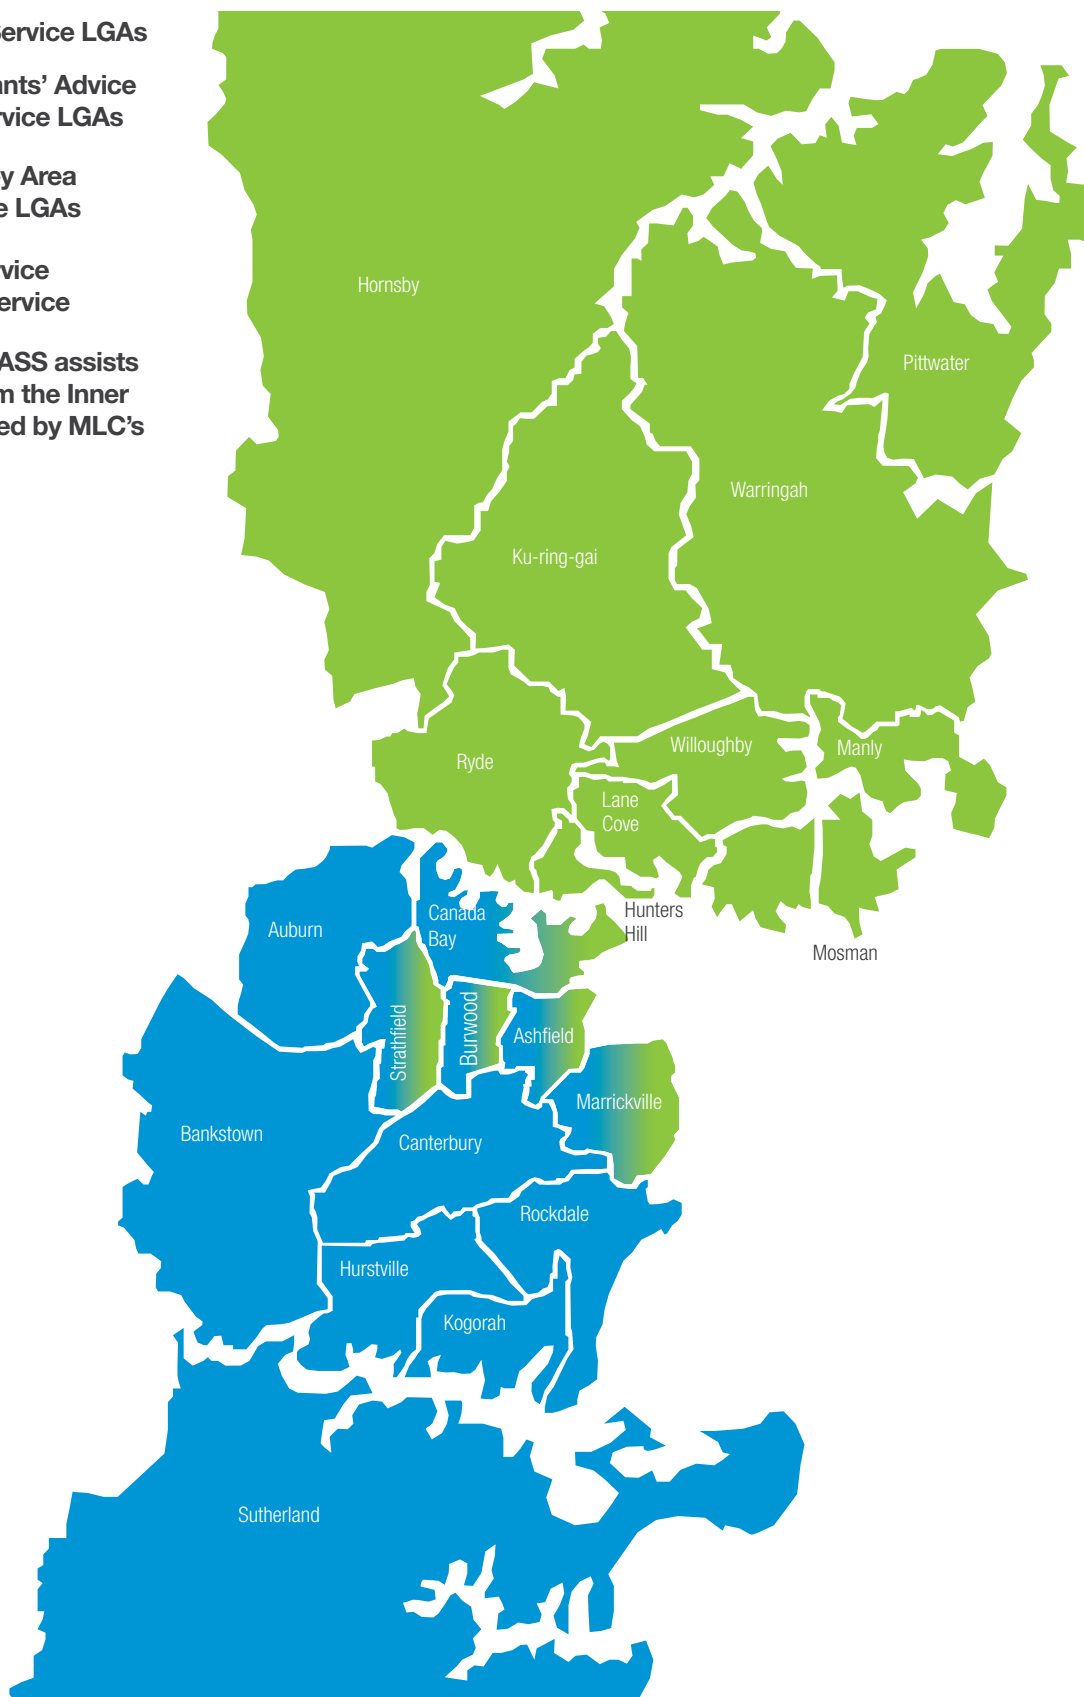 ervice LGAs
nts' Advice
vice LGAs
y Area
e LGAs
vice
ervice
ASS assists
m the Inner
ed by MLC's
Hornsby
Pittwater
Warringah
Ku-ring-gai
Willoughby
Manly
Ryde
Lane
Cove
Hunters
Hill
Mosman
Canada
Bay
Auburn
Strathfield
Burwood
Ashfield
Marrickville
Bankstown
Canterbury
Rockdale
Hurstville
Kogorah
Sutherland